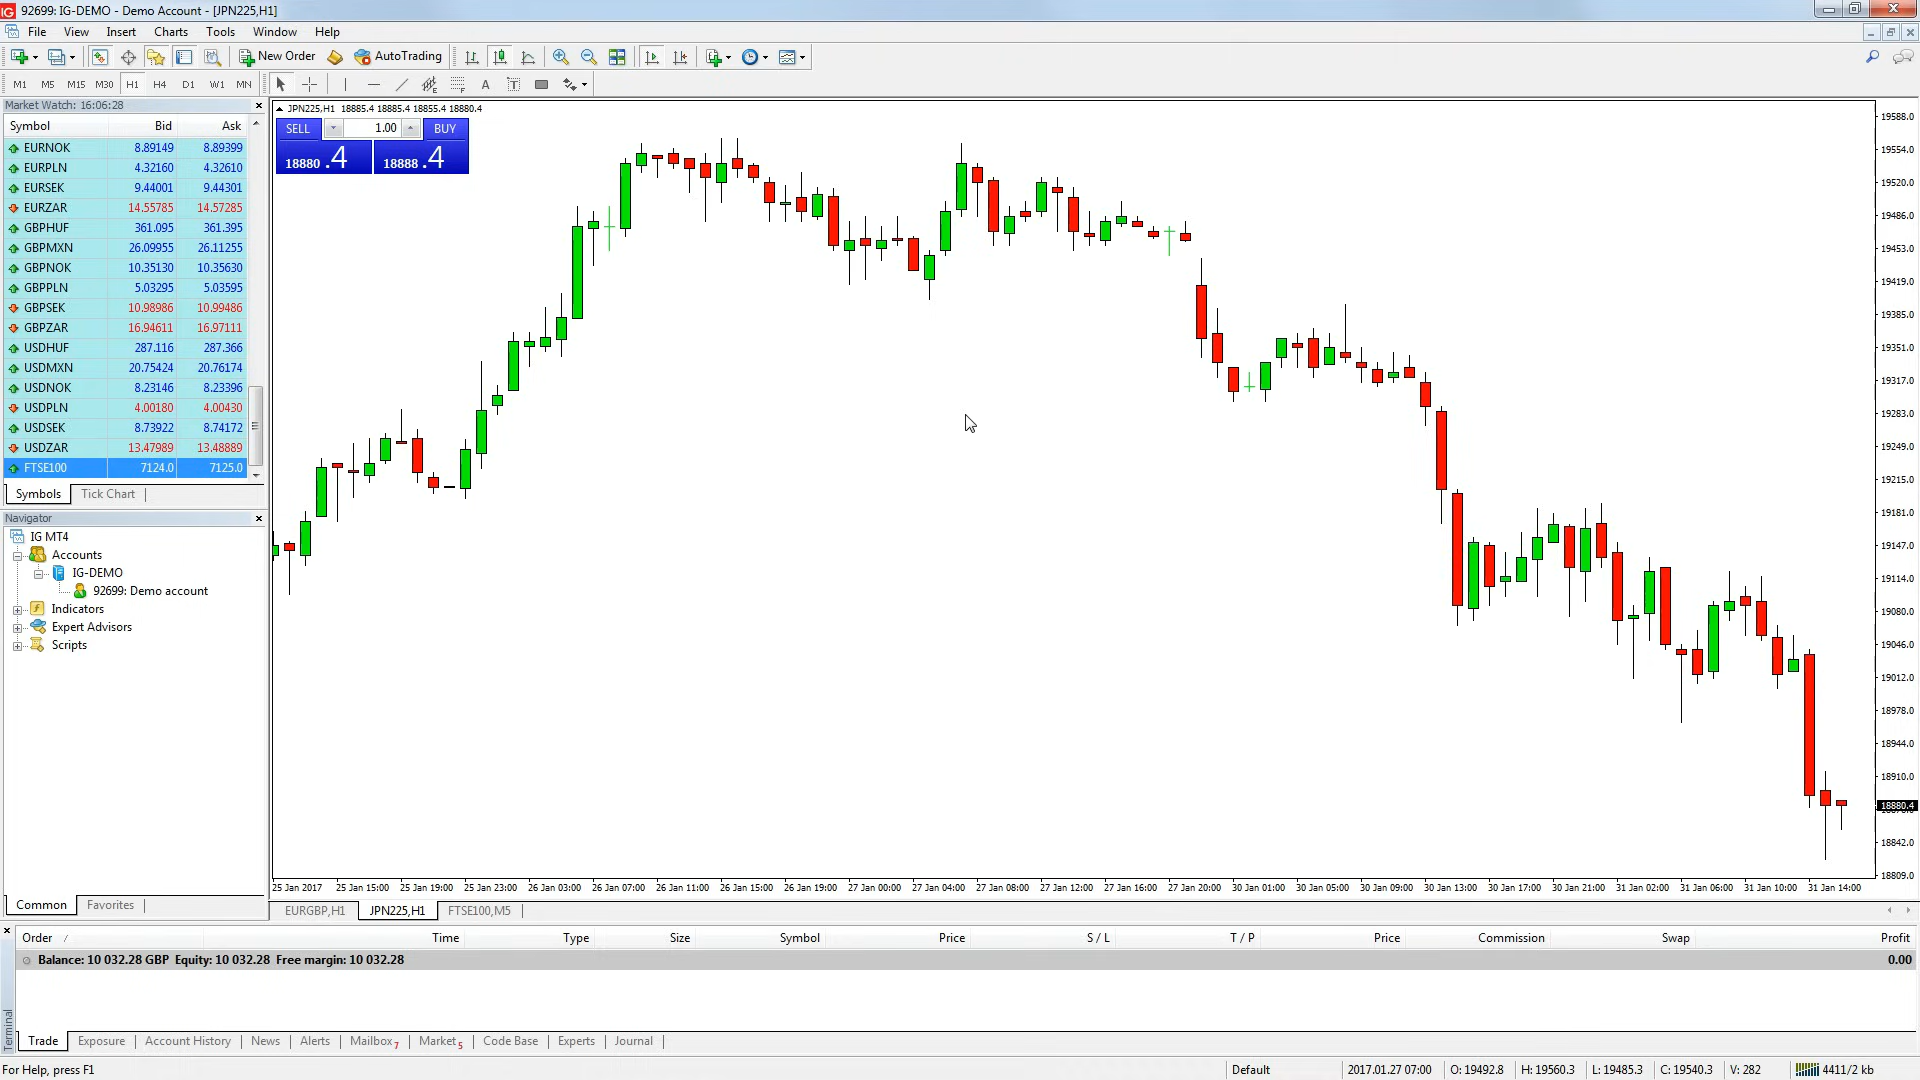 IG 92699: IG-DEMO - Demo Account - [JPN225,H1]
File View Insert Charts Tools Window Help
New Order AutoTrading
M1 M5 M15 M30 H1 H4 D1 W1 MN A T
Market Watch: 16:06:28
Symbol Bid Ask
EURNOK 8.89149 8.89399
EURPLN 4.32160 4.32610
EURSEK 9.44001 9.44301
EURZAR 14.55785 14.57285
GBPHUF 361.095 361.395
GBPMXN 26.09955 26.11255
GBPNOK 10.35130 10.35630
GBPPLN 5.03295 5.03595
GBPSEK 10.98986 10.99486
GBPZAR 16.94611 16.97111
USDHUF 287.116 287.366
USDMXN 20.75424 20.76174
USDNOK 8.23146 8.23396
USDPLN 4.00180 4.00430
USDSEK 8.73922 8.74172
USDZAR 13.47989 13.48889
FTSE100 7124.0 7125.0
Symbols Tick Chart
Navigator
IG MT4
Accounts
IG-DEMO
92699: Demo account
Indicators
Expert Advisors
Scripts
Common Favorites
JPN225,H1 18885.4 18885.4 18855.4 18880.4
SELL 1.00 BUY
18880.4 18888.4
19588.0
19554.0
19520.0
19486.0
19453.0
19419.0
19385.0
19351.0
19317.0
19283.0
19249.0
19215.0
19181.0
19147.0
19114.0
19080.0
19046.0
19012.0
18978.0
18944.0
18910.0
18880.4
18842.0
18809.0
25 Jan 2017 25 Jan 15:00 25 Jan 19:00 25 Jan 23:00 26 Jan 03:00 26 Jan 07:00 26 Jan 11:00 26 Jan 15:00 26 Jan 19:00 27 Jan 00:00 27 Jan 04:00 27 Jan 08:00 27 Jan 12:00 27 Jan 16:00 27 Jan 20:00 30 Jan 01:00 30 Jan 05:00 30 Jan 09:00 30 Jan 13:00 30 Jan 17:00 30 Jan 21:00 31 Jan 02:00 31 Jan 06:00 31 Jan 10:00 31 Jan 14:00
EURGBP,H1 JPN225,H1 FTSE100,M5
Order / Time Type Size Symbol Price S / L T / P Price Commission Swap Profit
Balance: 10 032.28 GBP Equity: 10 032.28 Free margin: 10 032.28 0.00
Terminal
Trade Exposure Account History News Alerts Mailbox 7 Market 5 Code Base Experts Journal
For Help, press F1 Default 2017.01.27 07:00 O: 19492.8 H: 19560.3 L: 19485.3 C: 19540.3 V: 282 4411/2 kb